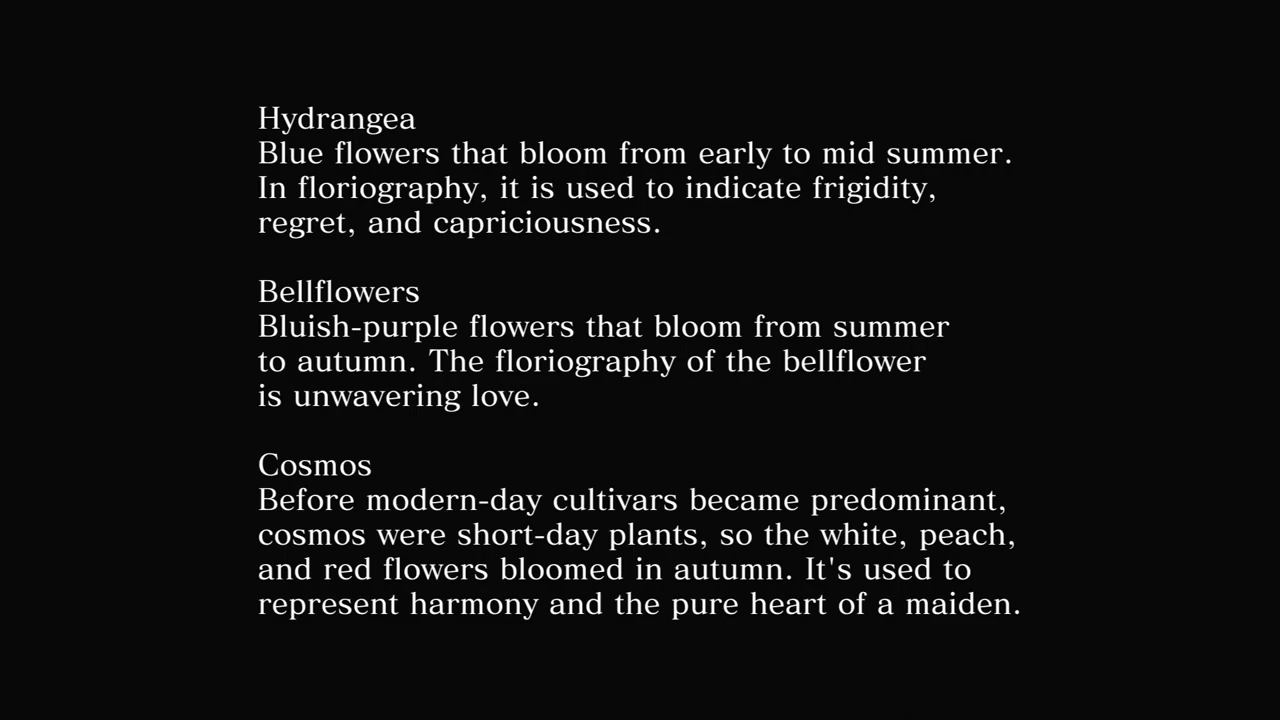 Hydrangea
Blue flowers that bloom from early to mid summer.
In floriography, it is used to indicate frigidity,
regret, and capriciousness.
Bellflowers
Bluish-purple flowers that bloom from summer
to autumn. The floriography of the bellflower
is unwavering love.
Cosmos
Before modern-day cultivars became predominant,
cosmos were short-day plants, so the white, peach,
and red flowers bloomed in autumn. It's used to
represent harmony and the pure heart of a maiden.